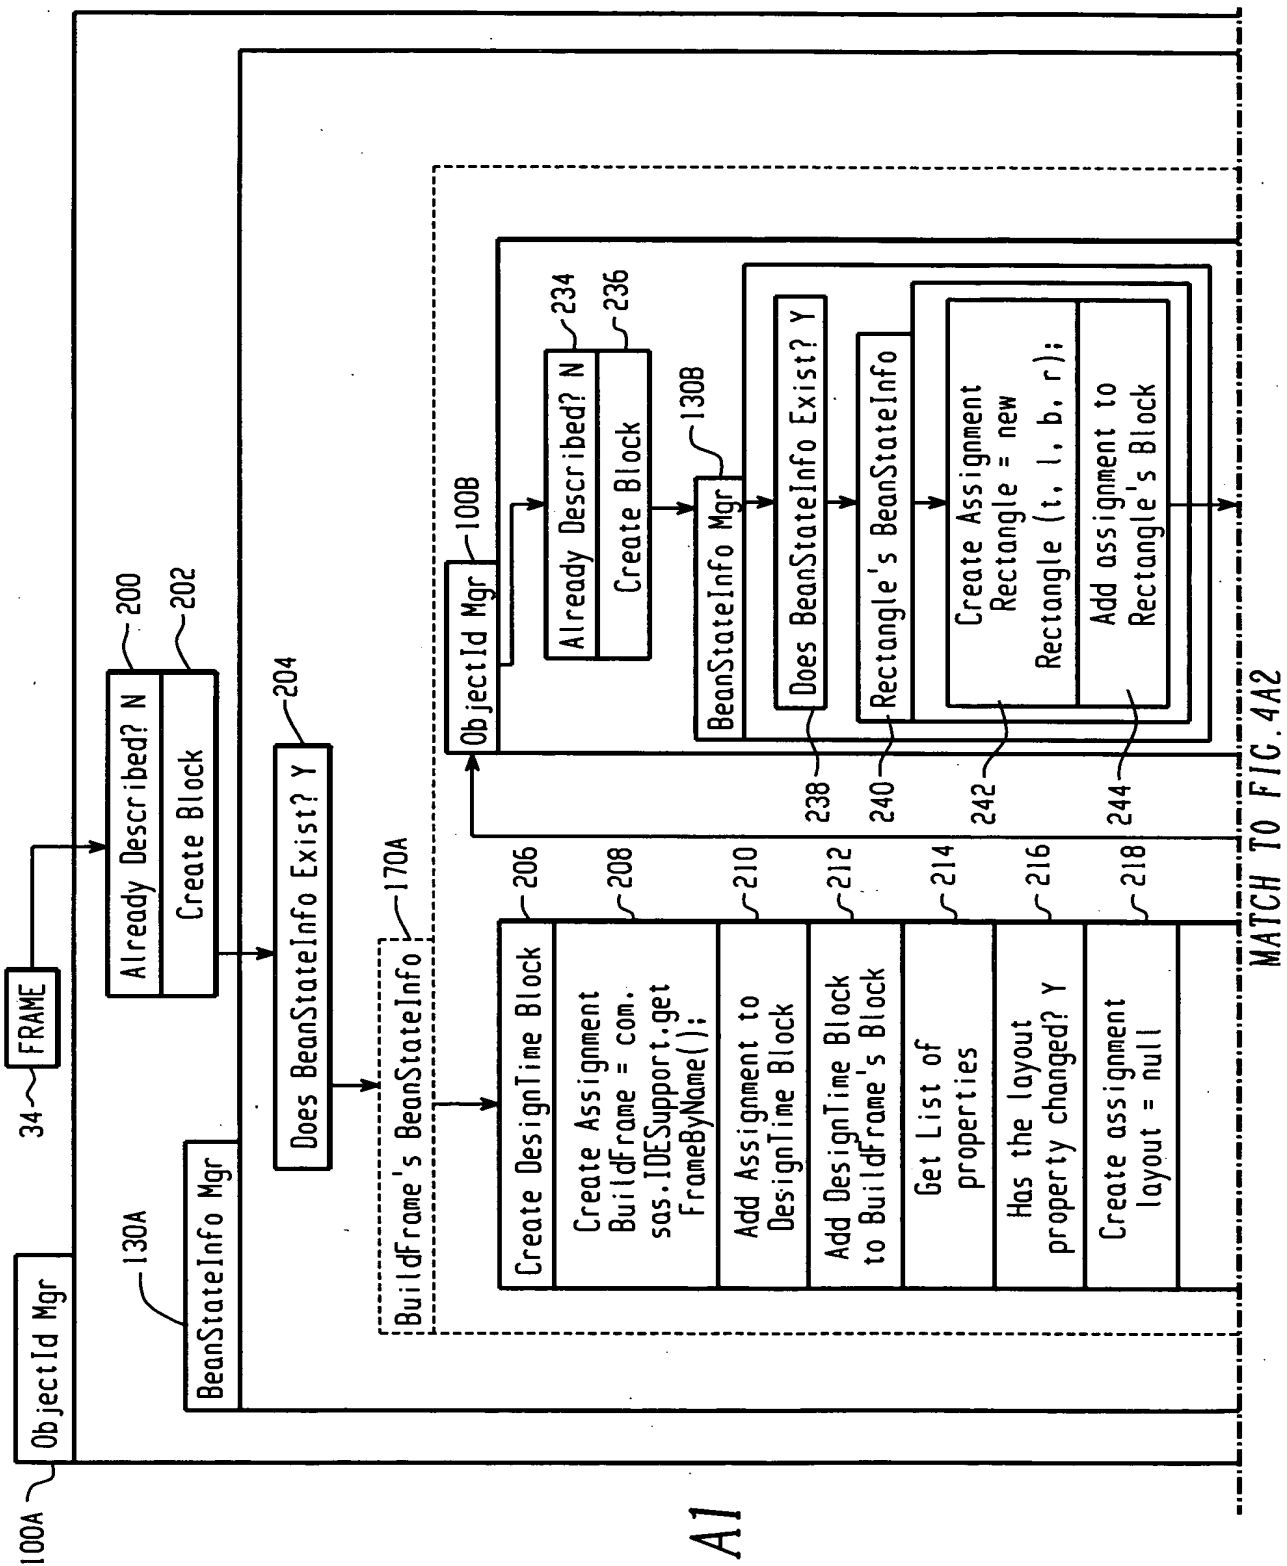 100A
ObjectId Mgr
34
FRAME
130A
BeanStateInfo Mgr
Already Described? N
200
Create Block
202
Does BeanStateInfo Exist? Y
204
BuildFrame's BeanStateInfo
170A
Create DesignTime Block
206
Create Assignment
BuildFrame = com.
sas.IDESupport.get
FrameByName();
208
Add Assignment to
DesignTime Block
210
Add DesignTime Block
to BuildFrame's Block
212
Get List of
properties
214
Has the layout
property changed? Y
216
Create assignment
layout = null
218
ObjectId Mgr
100B
Already Described? N
234
Create Block
236
BeanStateInfo Mgr
130B
Does BeanStateInfo Exist? Y
238
Rectangle's BeanStateInfo
240
Create Assignment
Rectangle = new
Rectangle (t, l, b, r);
242
Add assignment to
Rectangle's Block
244
MATCH TO FIG. 4A2
A1